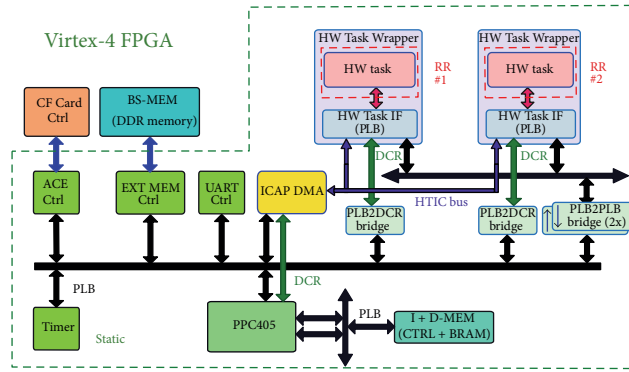 Virtex-4 FPGA
HW Task Wrapper
HW Task Wrapper
HW task
HW task
RR
#1
RR
#2
CF Card
Ctrl
BS-MEM
(DDR memory)
HW Task IF
(PLB)
HW Task IF
(PLB)
DCR
DCR
ACE
Ctrl
EXT MEM
Ctrl
UART
Ctrl
ICAP DMA
HTIC bus
PLB2DCR
bridge
PLB2DCR
bridge
PLB2PLB
bridge (2x)
PLB
DCR
Timer
Static
PPC405
PLB
I + D-MEM
(CTRL + BRAM)